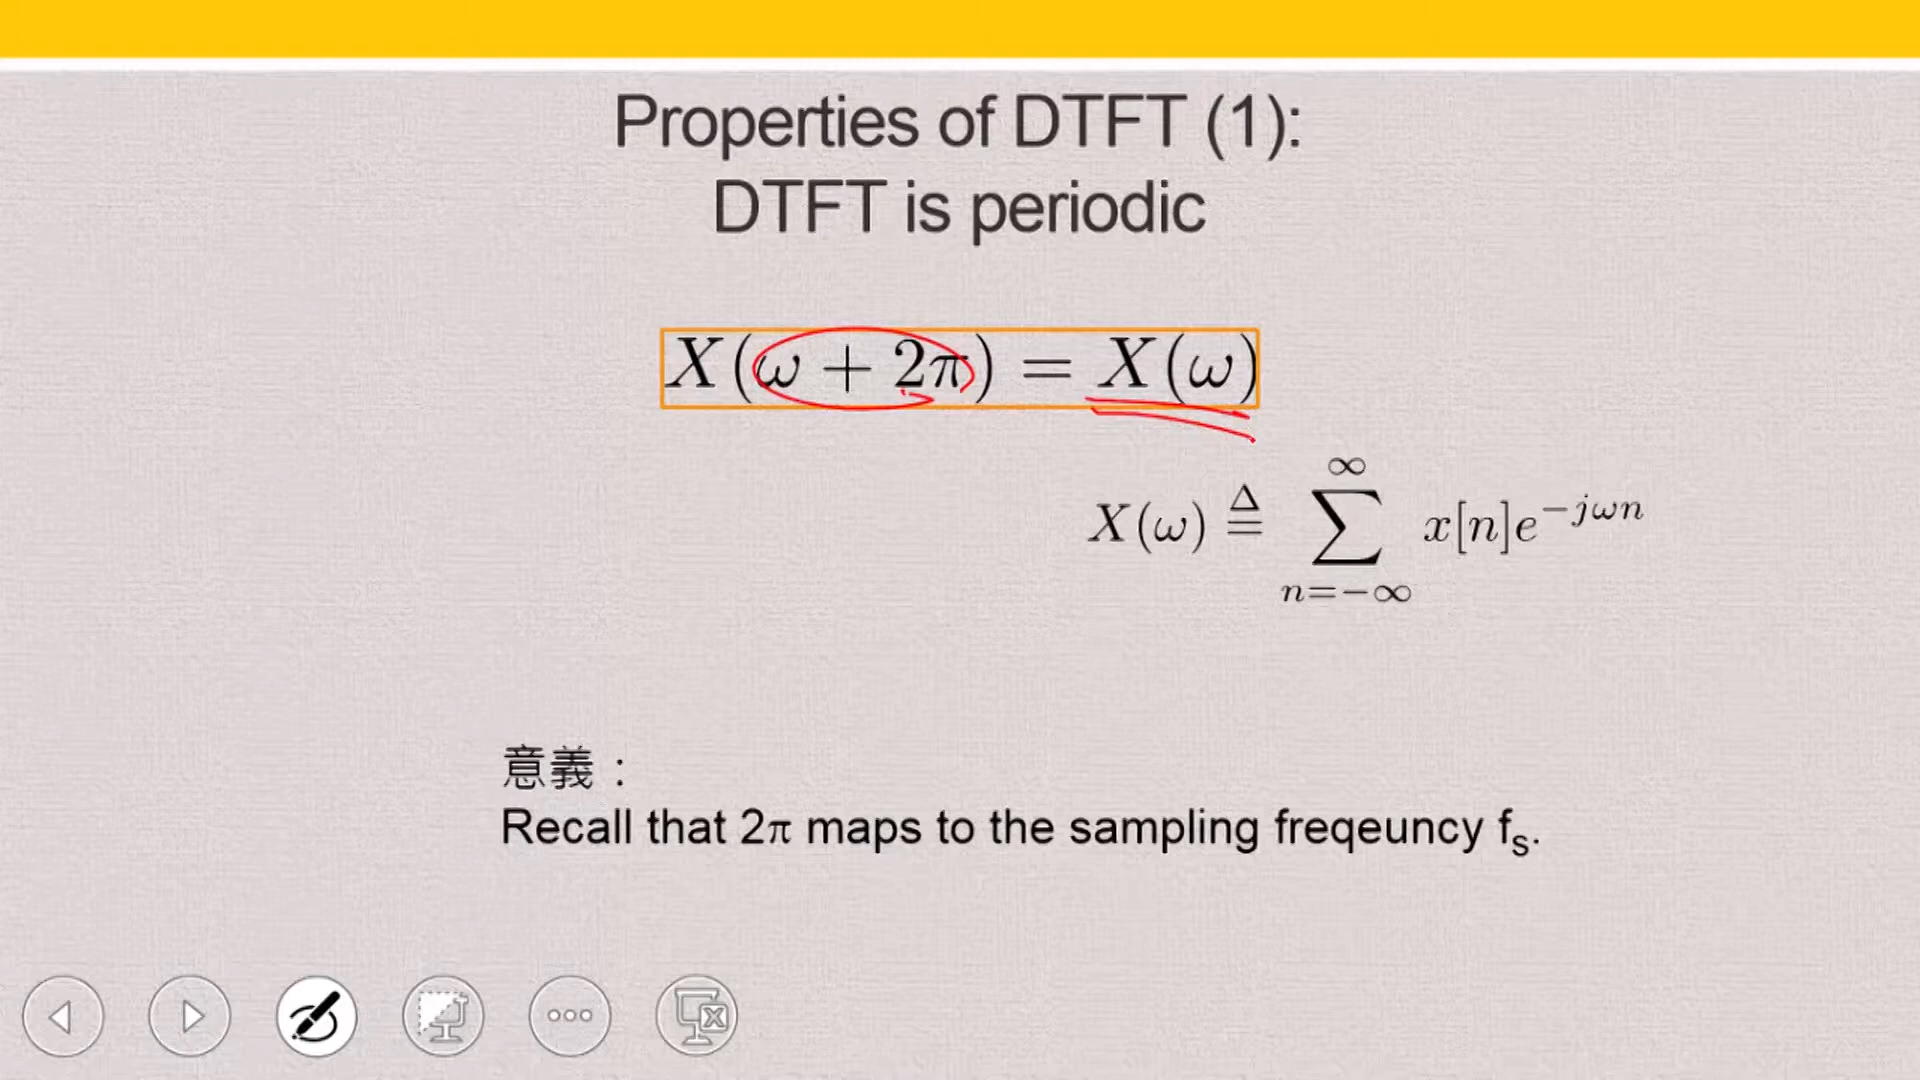 Properties of DTFT (1):
DTFT is periodic
X(ω + 2π) = X(ω)
X(ω) ≜ ∑_{n=−∞}^{∞} x[n]e^{−jωn}
意義：
Recall that 2π maps to the sampling freqeuncy fₛ.